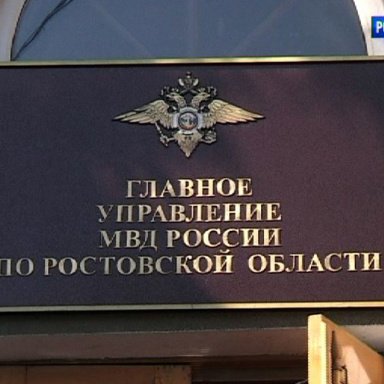 ГЛАВНОЕ
УПРАВЛЕНИЕ
МВД РОССИИ
ПО РОСТОВСКОЙ ОБЛАСТИ